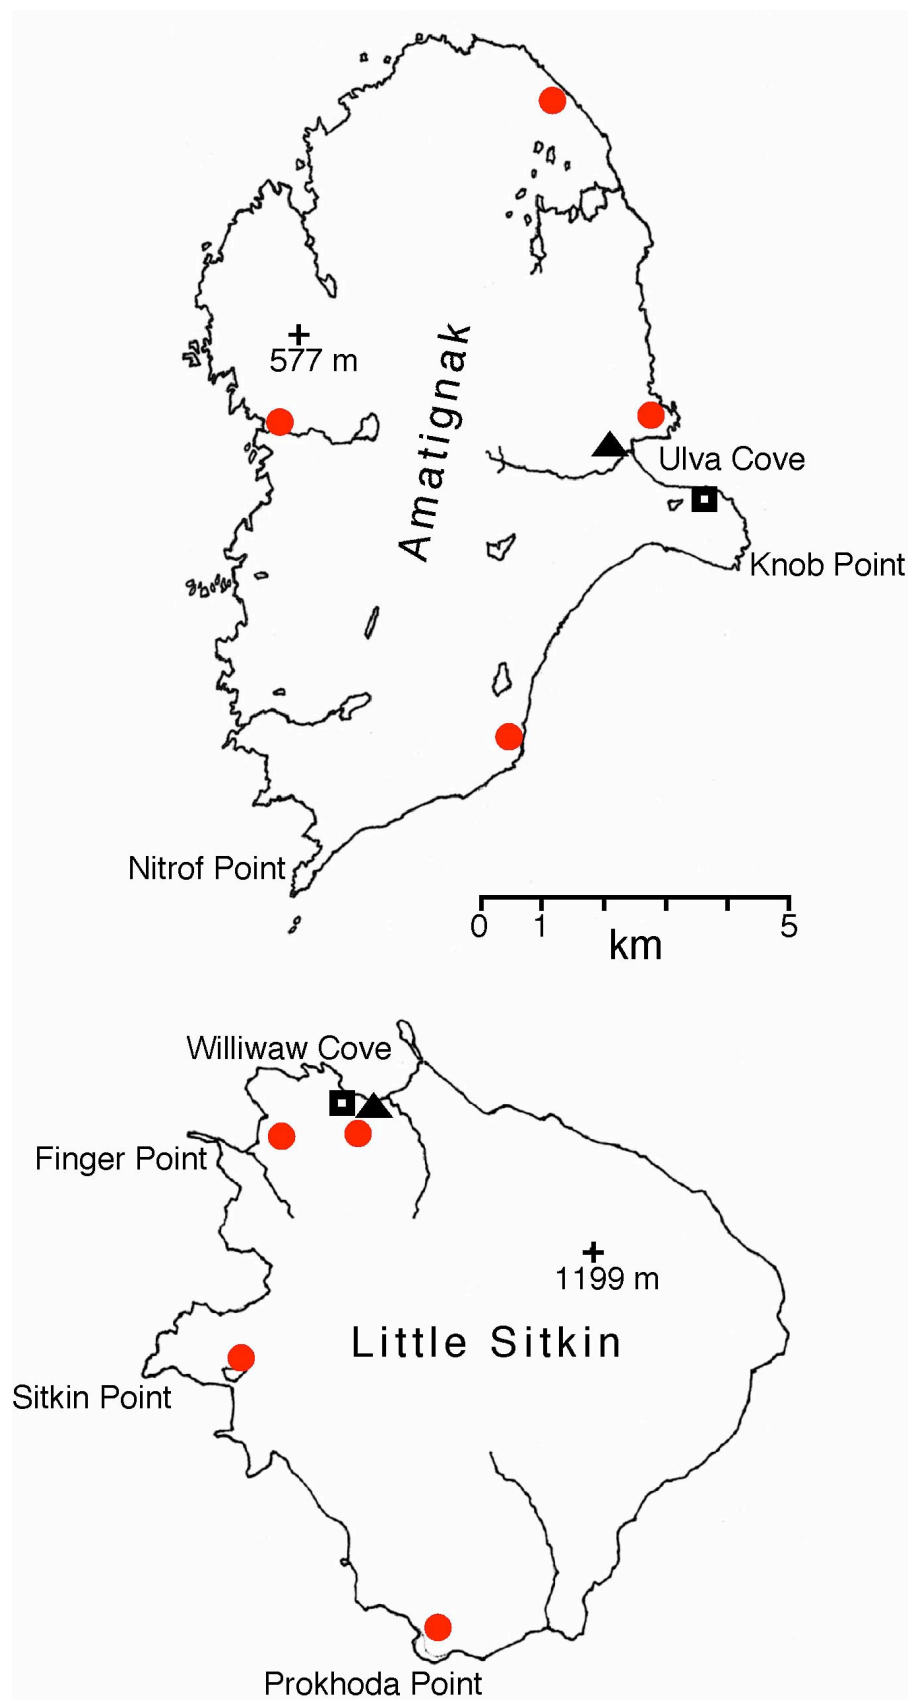 577 m
Amatignak
Ulva Cove
Knob Point
Nitrof Point
0 1 5
km
Williwaw Cove
Finger Point
1199 m
Little Sitkin
Sitkin Point
Prokhoda Point